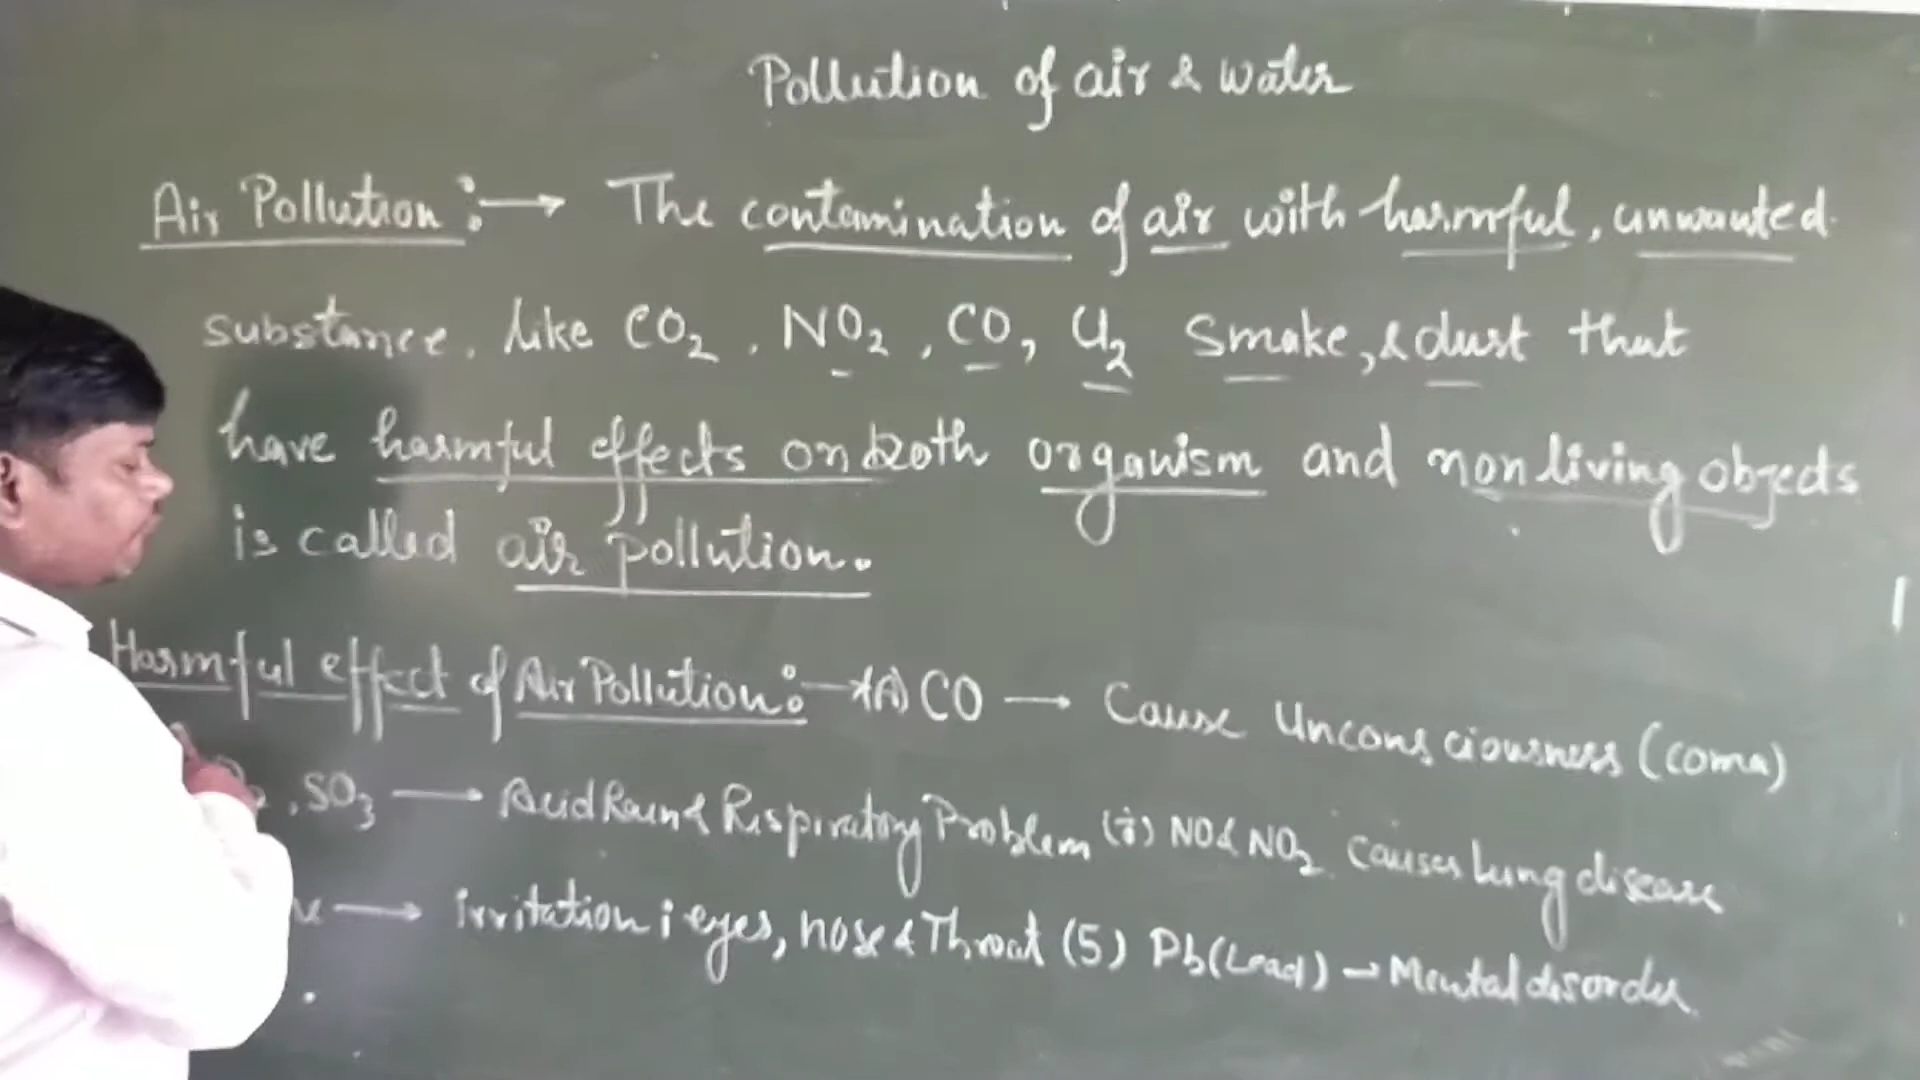 Pollution of air & water
Air Pollution :→ The contamination of air with harmful, unwanted
substance, like CO₂, NO₂, CO, Cl₂ Smoke, & dust that
have harmful effects on both organism and non living objects
is called air pollution.
Harmful effect of Air Pollution :→ (A) CO → Cause Unconsciousness (coma)
, SO₃ → Acid Rain & Respiratory Problem NO & NO₂ causes lung disease
→ irritation i eyes, nose & Throat (5) Pb (Lead) → Mental disorder